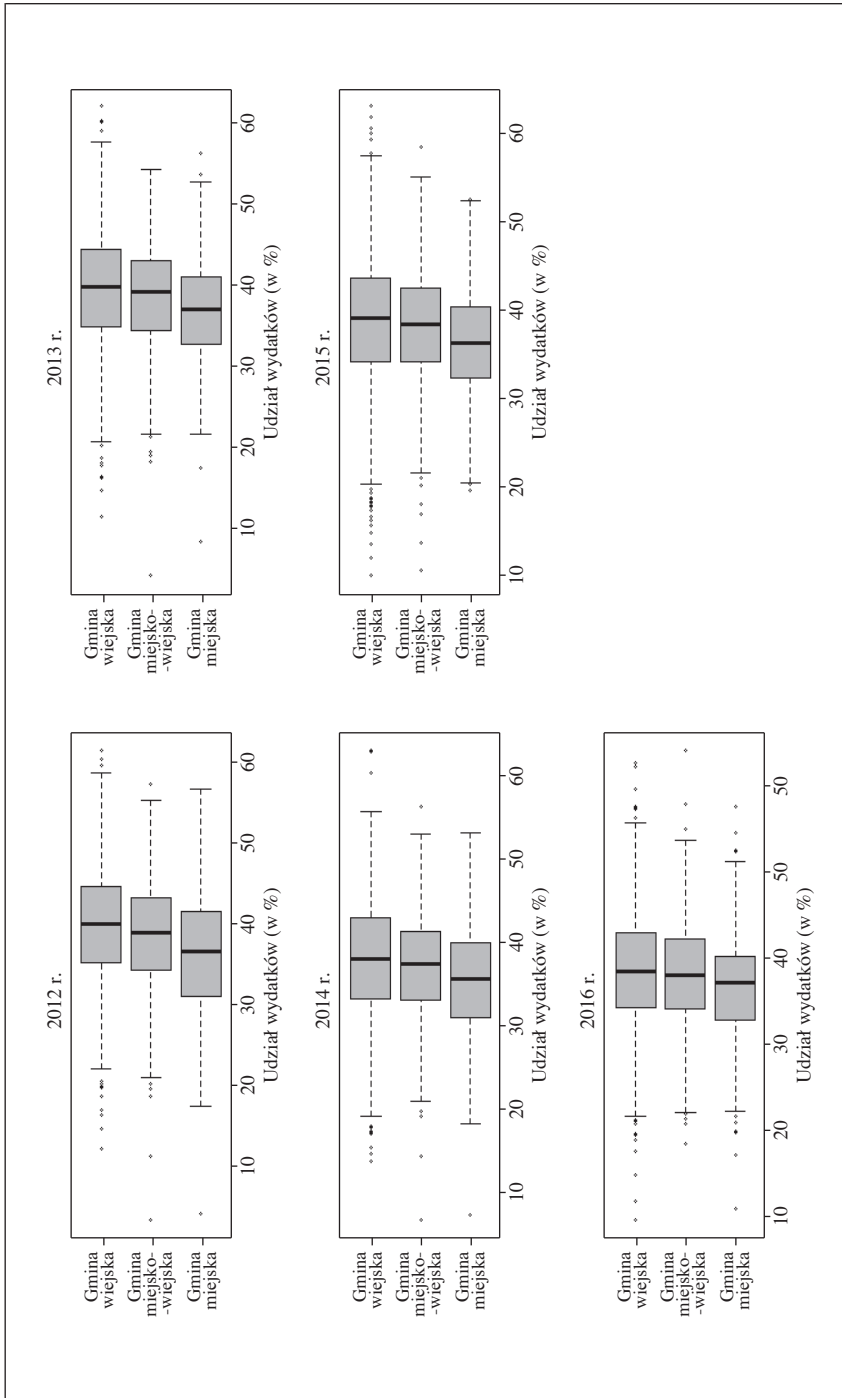 2012 r.
Gmina
wiejska
Gmina
miejsko-
-wiejska
Gmina
miejska
10 20 30 40 50 60
Udział wydatków (w %)
2013 r.
Gmina
wiejska
Gmina
miejsko-
-wiejska
Gmina
miejska
10 20 30 40 50 60
Udział wydatków (w %)
2014 r.
Gmina
wiejska
Gmina
miejsko-
-wiejska
Gmina
miejska
10 20 30 40 50 60
Udział wydatków (w %)
2015 r.
Gmina
wiejska
Gmina
miejsko-
-wiejska
Gmina
miejska
10 20 30 40 50 60
Udział wydatków (w %)
2016 r.
Gmina
wiejska
Gmina
miejsko-
-wiejska
Gmina
miejska
10 20 30 40 50 50
Udział wydatków (w %)